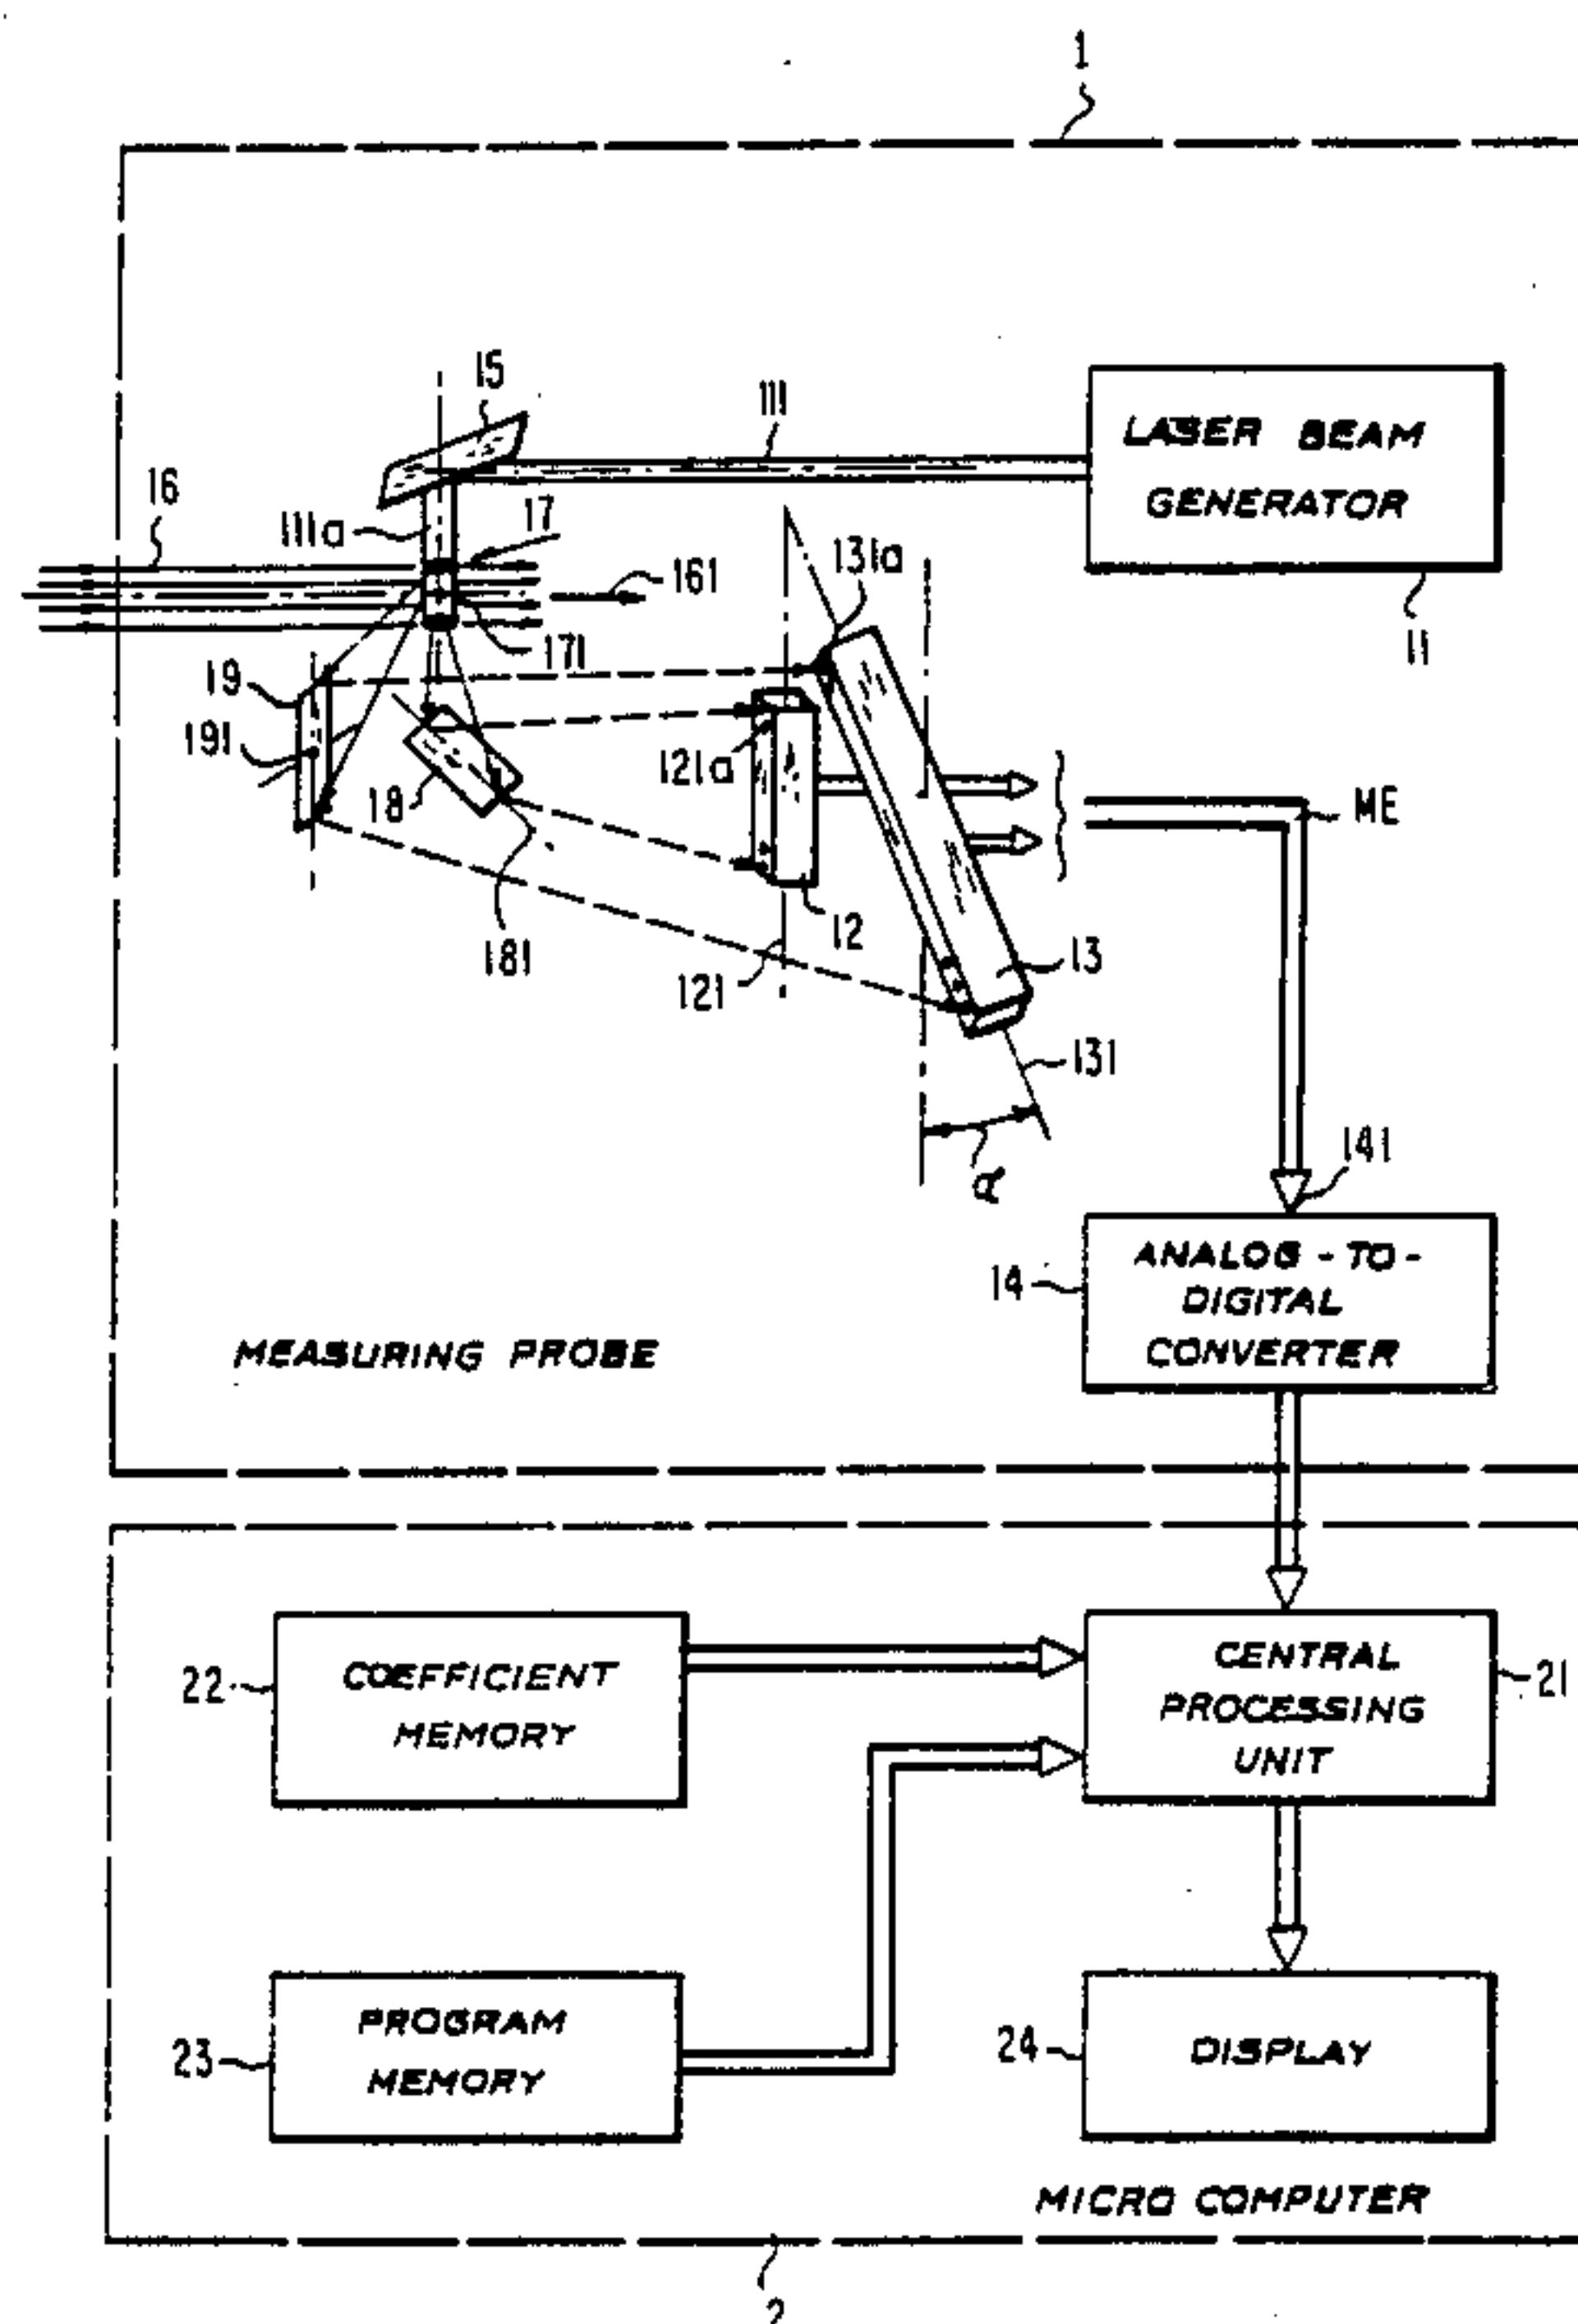 1
15
111
LASER BEAM
GENERATOR
11
16
111a
17
131a
161
171
19
191
18
121a
ME
181
121
12
13
131
α
141
14
ANALOG-TO-
DIGITAL
CONVERTER
MEASURING PROBE
22
COEFFICIENT
MEMORY
CENTRAL
PROCESSING
UNIT
21
23
PROGRAM
MEMORY
24
DISPLAY
MICRO COMPUTER
2